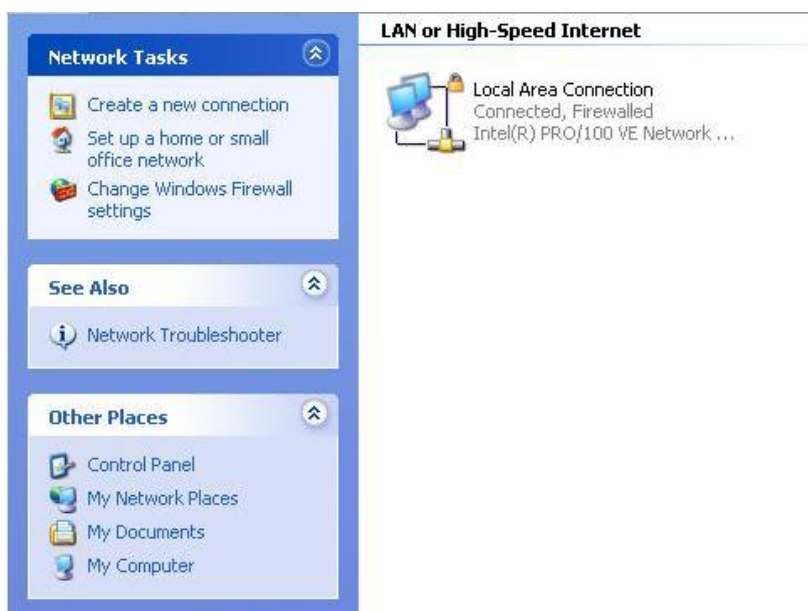 Network Tasks
Create a new connection
Set up a home or small
office network
Change Windows Firewall
settings
See Also
Network Troubleshooter
Other Places
Control Panel
My Network Places
My Documents
My Computer
LAN or High-Speed Internet
Local Area Connection
Connected, Firewalled
Intel(R) PRO/100 VE Network ...